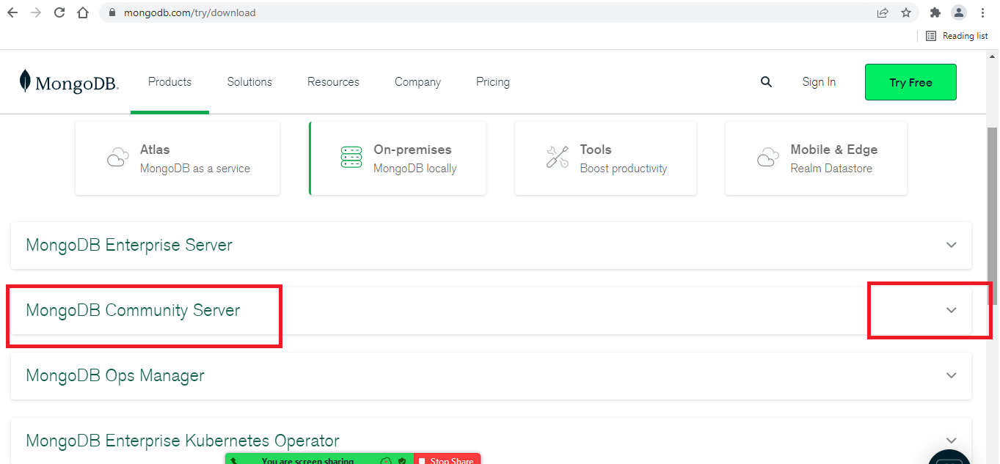 mongodb.com/try/download
Reading list
MongoDB. Products Solutions Resources Company Pricing Sign In Try Free
Atlas
MongoDB as a service
On-premises
MongoDB locally
Tools
Boost productivity
Mobile & Edge
Realm Datastore
MongoDB Enterprise Server
MongoDB Community Server
MongoDB Ops Manager
MongoDB Enterprise Kubernetes Operator
You are screen sharing Stop Share